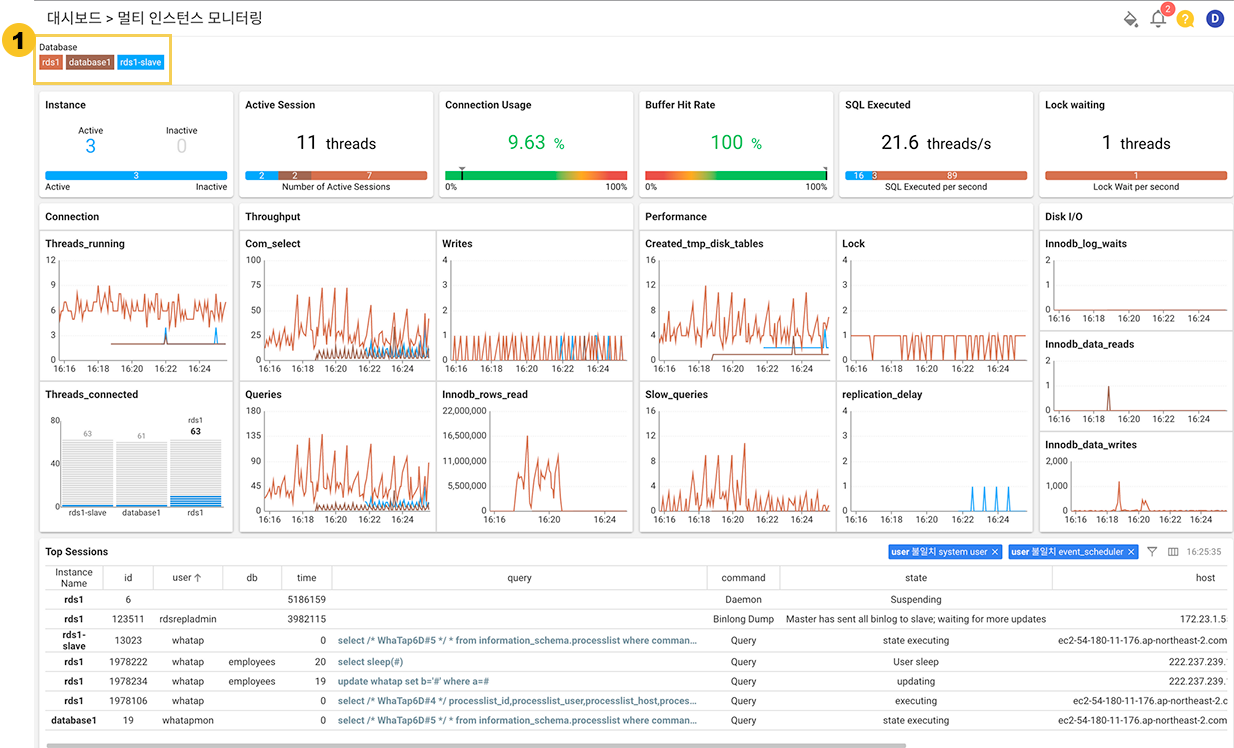 대시보드 > 멀티 인스턴스 모니터링
2
?
D
1
Database
rds1 database1 rds1-slave
Instance
Active Inactive
3 0
3
Active Inactive
Active Session
11 threads
2 2 7
Number of Active Sessions
Connection Usage
9.63 %
0% 100%
Buffer Hit Rate
100 %
0% 100%
SQL Executed
21.6 threads/s
16 3 89
SQL Executed per second
Lock waiting
1 threads
1
Lock Wait per second
Connection
Throughput
Performance
Disk I/O
Threads_running
12
9
6
3
0
16:16 16:18 16:20 16:22 16:24
Com_select
100
75
50
25
0
16:16 16:18 16:20 16:22 16:24
Writes
4
3
2
1
0
16:16 16:18 16:20 16:22 16:24
Created_tmp_disk_tables
16
12
8
4
0
16:16 16:18 16:20 16:22 16:24
Lock
4
3
2
1
0
16:16 16:18 16:20 16:22 16:24
Innodb_log_waits
2
1
0
16:16 16:18 16:20 16:22 16:24
Innodb_data_reads
2
1
0
16:16 16:18 16:20 16:22 16:24
Threads_connected
80
40
0
63 61 rds1
63
rds1-slave database1 rds1
Queries
180
135
90
45
0
16:16 16:18 16:20 16:22 16:24
Innodb_rows_read
22,000,000
16,500,000
11,000,000
5,500,000
0
16:16 16:20 16:24
Slow_queries
16
12
8
4
0
16:16 16:18 16:20 16:22 16:24
replication_delay
4
3
2
1
0
16:16 16:18 16:20 16:22 16:24
Innodb_data_writes
2,000
1,000
0
16:16 16:18 16:20 16:22 16:24
Top Sessions
user 불일치 system user × user 불일치 event_scheduler × 16:25:35
Instance Name id user ↑ db time query command state host
rds1 6 5186159 Daemon Suspending
rds1 123511 rdsrepladmin 3982115 Binlong Dump Master has sent all binlog to slave; waiting for more updates 172.23.1.5
rds1-slave 13023 whatap 0 select /* WhaTap6D#5 */ * from information_schema.processlist where comman... Query state executing ec2-54-180-11-176.ap-northeast-2.com
rds1 1978222 whatap employees 20 select sleep(#) Query User sleep 222.237.239.
rds1 1978234 whatap employees 19 update whatap set b='#' where a=# Query updating 222.237.239.
rds1 1978106 whatap 0 select /* WhaTap6D#4 */ processlist_id,processlist_user,processlist_host,proces... Query executing ec2-54-180-11-176.ap-northeast-2.c
database1 19 whatapmon 0 select /* WhaTap6D#5 */ * from information_schema.processlist where comman... Query state executing ec2-54-180-11-176.ap-northeast-2.com